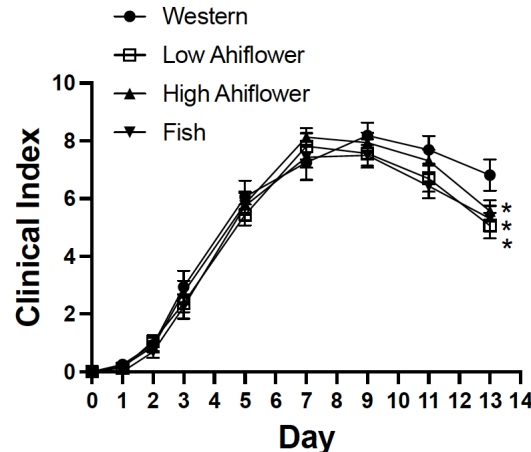 Western
Low Ahiflower
High Ahiflower
Fish
Clinical Index
10
8
6
4
2
0
*
*
*
0 1 2 3 4 5 6 7 8 9 10 11 12 13 14
Day